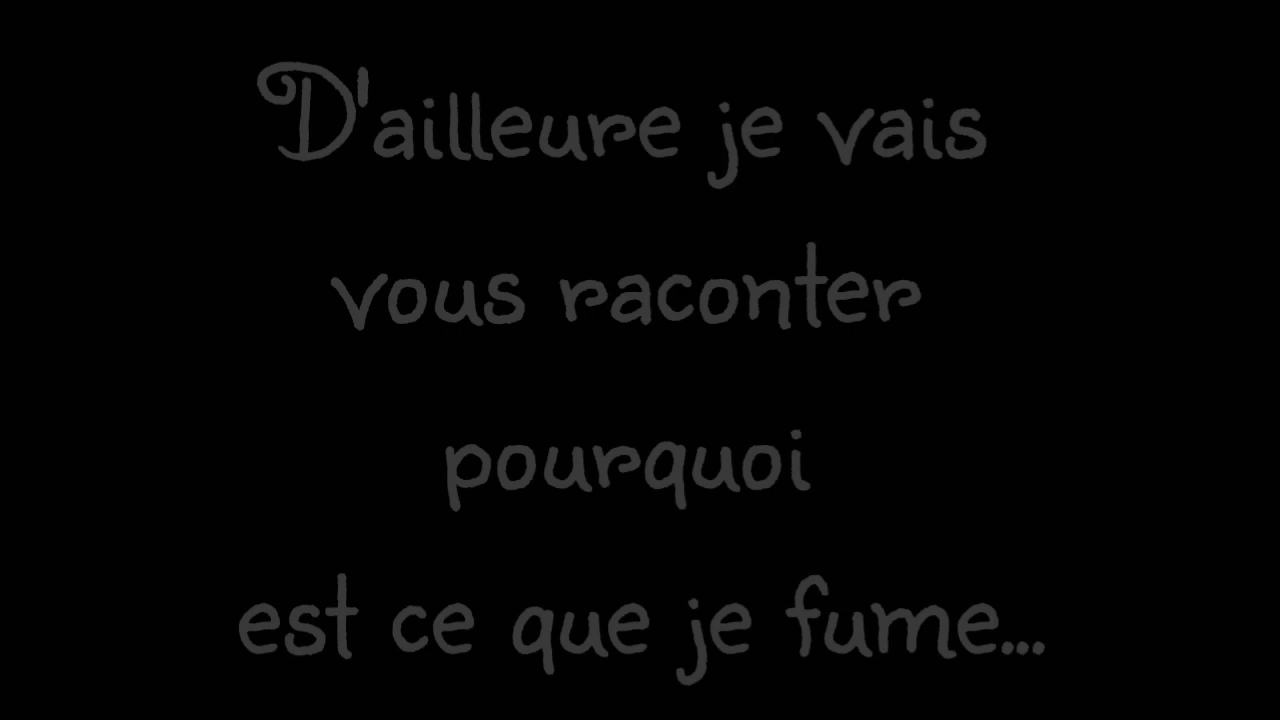 D'ailleure je vais
vous raconter
pourquoi
est ce que je fume...